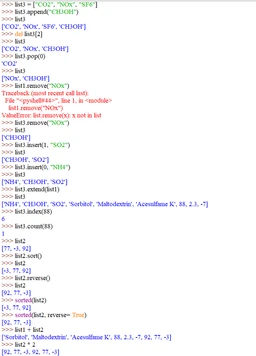 >>> list3 = ["CO2", "NOx", "SF6"]
>>> list3.append("CH3OH")
>>> list3
['CO2', 'NOx', 'SF6', 'CH3OH']
>>> del list3[2]
>>> list3
['CO2', 'NOx', 'CH3OH']
>>> list3.pop(0)
'CO2'
>>> list3
['NOx', 'CH3OH']
>>> list1.remove("NOx")
Traceback (most recent call last):
File "<pyshell#44>", line 1, in <module>
list1.remove("NOx")
ValueError: list.remove(x): x not in list
>>> list3.remove("NOx")
>>> list3
['CH3OH']
>>> list3.insert(1, "SO2")
>>> list3
['CH3OH', 'SO2']
>>> list3.insert(0, "NH4")
>>> list3
['NH4', 'CH3OH', 'SO2']
>>> list3.extend(list1)
>>> list3
['NH4', 'CH3OH', 'SO2', 'Sorbitol', 'Maltodextrin', 'Acesulfame K', 88, 2.3, -7]
>>> list3.index(88)
6
>>> list3.count(88)
1
>>> list2
[77, -3, 92]
>>> list2.sort()
>>> list2
[-3, 77, 92]
>>> list2.reverse()
>>> list2
[92, 77, -3]
>>> sorted(list2)
[-3, 77, 92]
>>> sorted(list2, reverse= True)
[92, 77, -3]
>>> list1 + list2
['Sorbitol', 'Maltodextrin', 'Acesulfame K', 88, 2.3, -7, 92, 77, -3]
>>> list2 * 2
[92, 77, -3, 92, 77, -3]